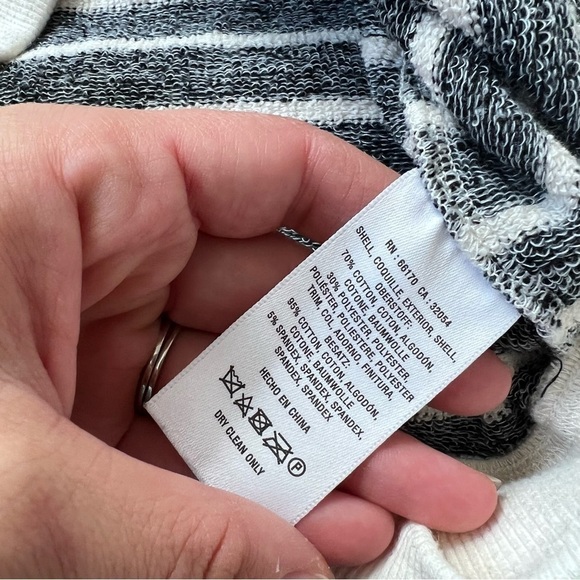 RN : 66170 CA : 32054
SHELL, COQUILLE, EXTERIOR, SHELL,
OBERSTOFF:
70% COTTON, COTON, ALGODÓN,
COTONE, BAUMWOLLE
30% POLYESTER, POLYESTER,
POLIÉSTER, POLIESTERE, POLYESTER
TRIM, COL, ADORNO, FINITURA,
BESATZ:
95% COTTON, COTON, ALGODÓN
COTONE BAUMWOLLE
5% SPANDEX, SPANDEX, SPANDEX,
SPANDEX, SPANDEX
HECHO EN CHINA
P
DRY CLEAN ONLY